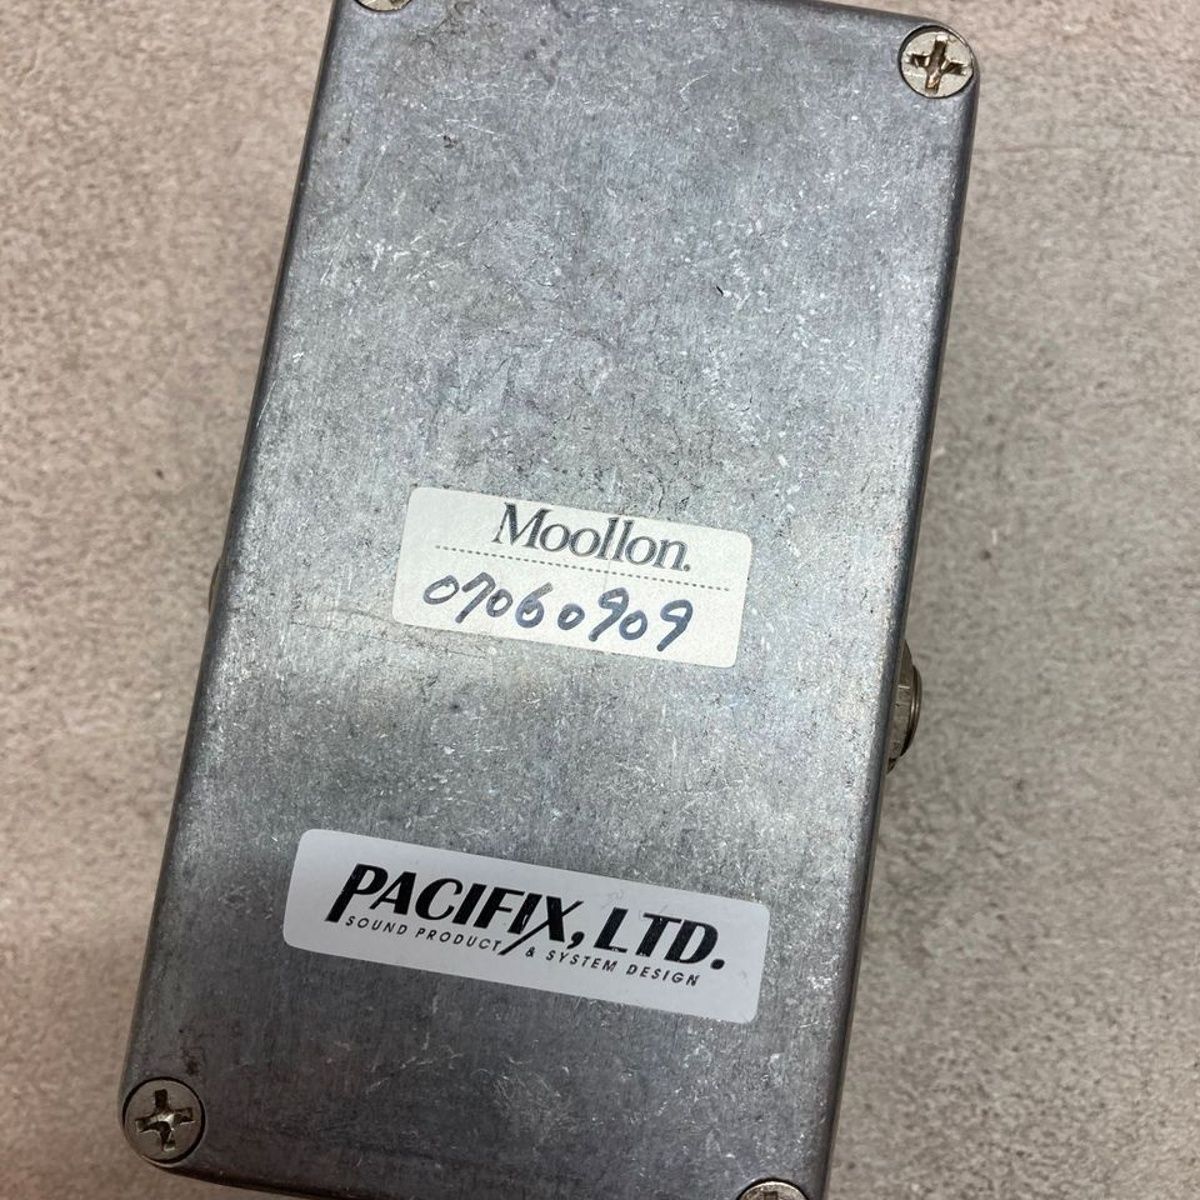 Moollon.
07060909
PACIFIX, LTD.
SOUND PRODUCT & SYSTEM DESIGN